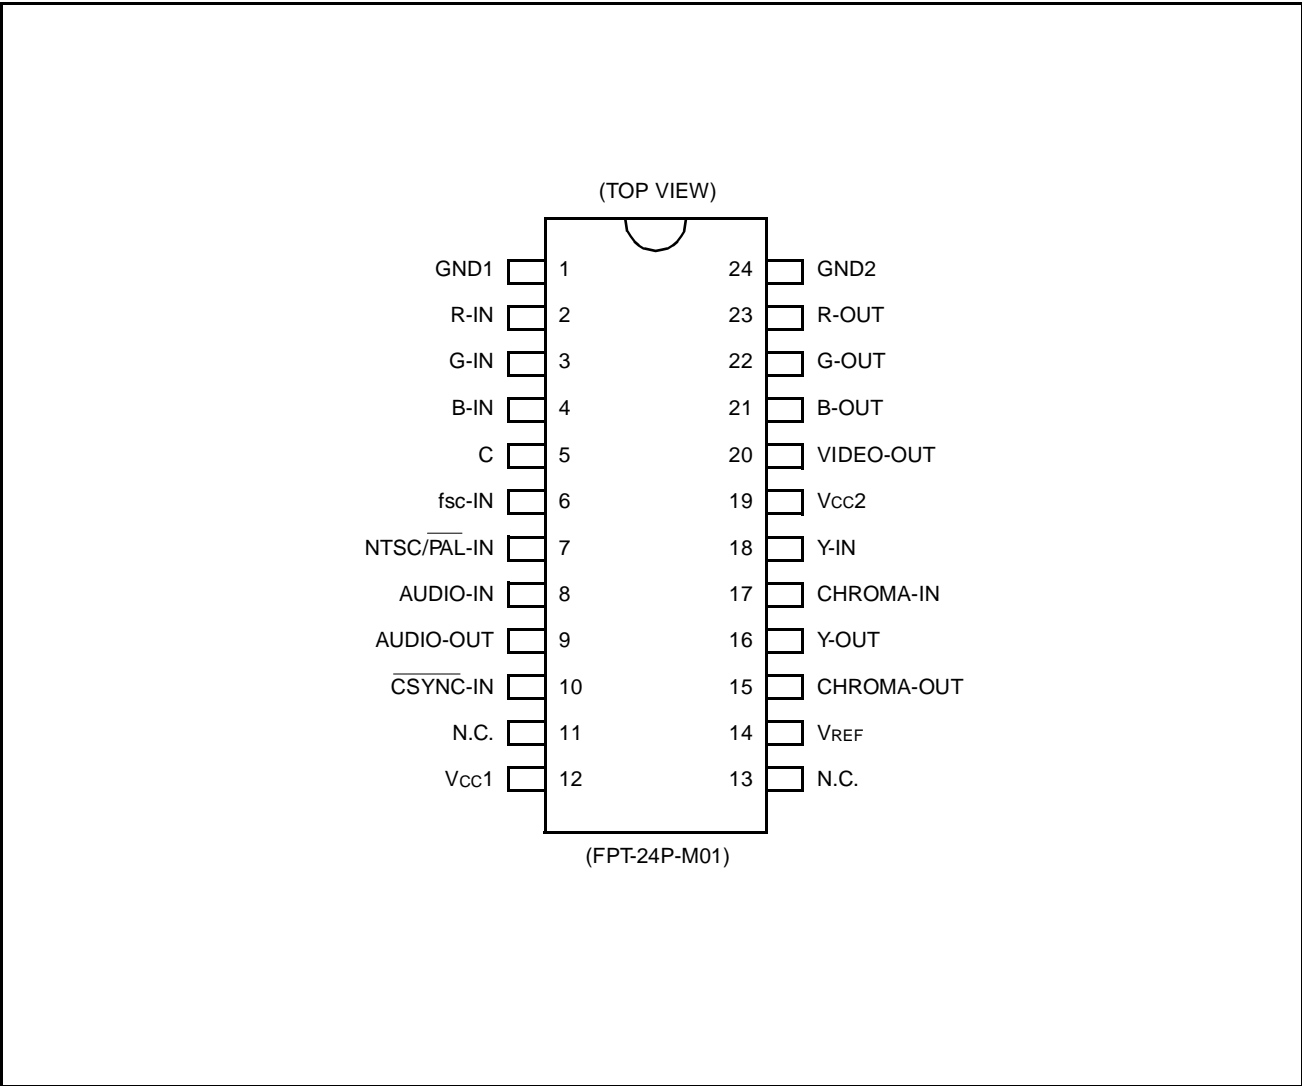 (TOP VIEW)
GND1 1 24 GND2
R-IN 2 23 R-OUT
G-IN 3 22 G-OUT
B-IN 4 21 B-OUT
C 5 20 VIDEO-OUT
fsc-IN 6 19 VCC2
NTSC/P̅A̅L̅-IN 7 18 Y-IN
AUDIO-IN 8 17 CHROMA-IN
AUDIO-OUT 9 16 Y-OUT
C̅S̅Y̅N̅C̅-IN 10 15 CHROMA-OUT
N.C. 11 14 VREF
VCC1 12 13 N.C.
(FPT-24P-M01)